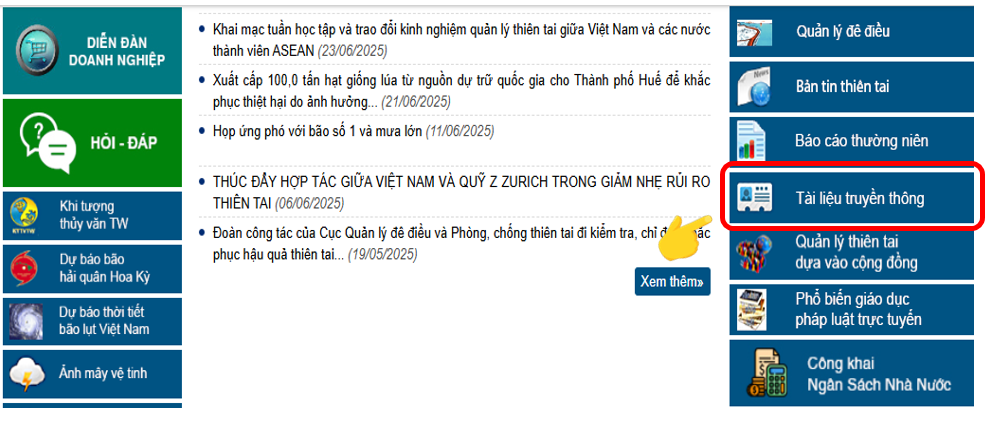 DIỄN ĐÀN
DOANH NGHIỆP
HỎI - ĐÁP
Khí tượng
thủy văn TW
KTTVTW
Dự báo bão
hải quân Hoa Kỳ
Dự báo thời tiết
bão lụt Việt Nam
Ảnh mây vệ tinh
Khai mạc tuần học tập và trao đổi kinh nghiệm quản lý thiên tai giữa Việt Nam và các nước
thành viên ASEAN (23/06/2025)
Xuất cấp 100,0 tấn hạt giống lúa từ nguồn dự trữ quốc gia cho Thành phố Huế để khắc
phục thiệt hại do ảnh hưởng... (21/06/2025)
Họp ứng phó với bão số 1 và mưa lớn (11/06/2025)
THÚC ĐẨY HỢP TÁC GIỮA VIỆT NAM VÀ QUỸ Z ZURICH TRONG GIẢM NHẸ RỦI RO
THIÊN TAI (06/06/2025)
Đoàn công tác của Cục Quản lý đê điều và Phòng, chống thiên tai đi kiểm tra, chỉ
phục hậu quả thiên tai... (19/05/2025)
Xem thêm»
Quản lý đê điều
News
Bản tin thiên tai
Báo cáo thường niên
Tài liệu truyền thông
Quản lý thiên tai
dựa vào cộng đồng
Phổ biến giáo dục
pháp luật trực tuyến
Công khai
Ngân Sách Nhà Nước